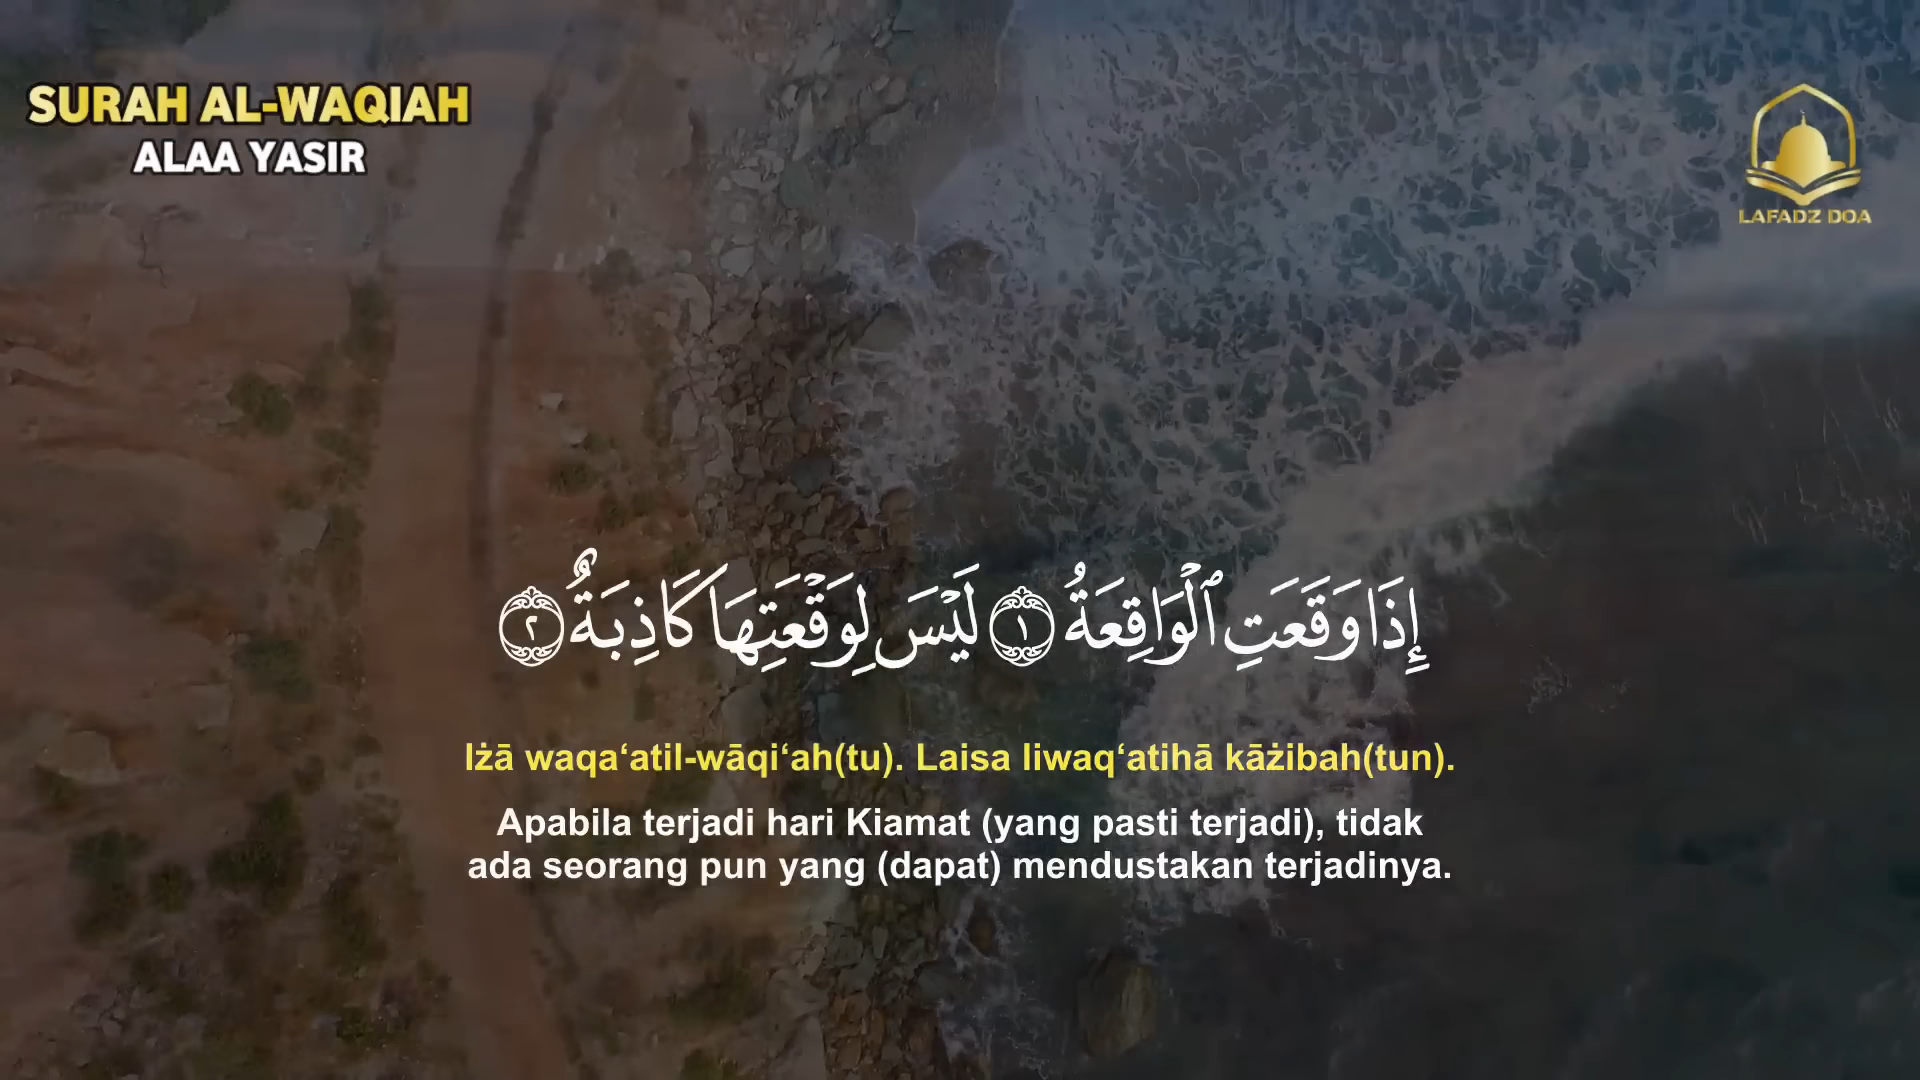 SURAH AL-WAQIAH
ALAA YASIR
LAFADZ DOA
إِذَا وَقَعَتِ ٱلْوَاقِعَةُ ١ لَيْسَ لِوَقْعَتِهَا كَاذِبَةٌ ٢
Iżā waqa‘atil-wāqi‘ah(tu). Laisa liwaq‘atihā kāżibah(tun).
Apabila terjadi hari Kiamat (yang pasti terjadi), tidak
ada seorang pun yang (dapat) mendustakan terjadinya.